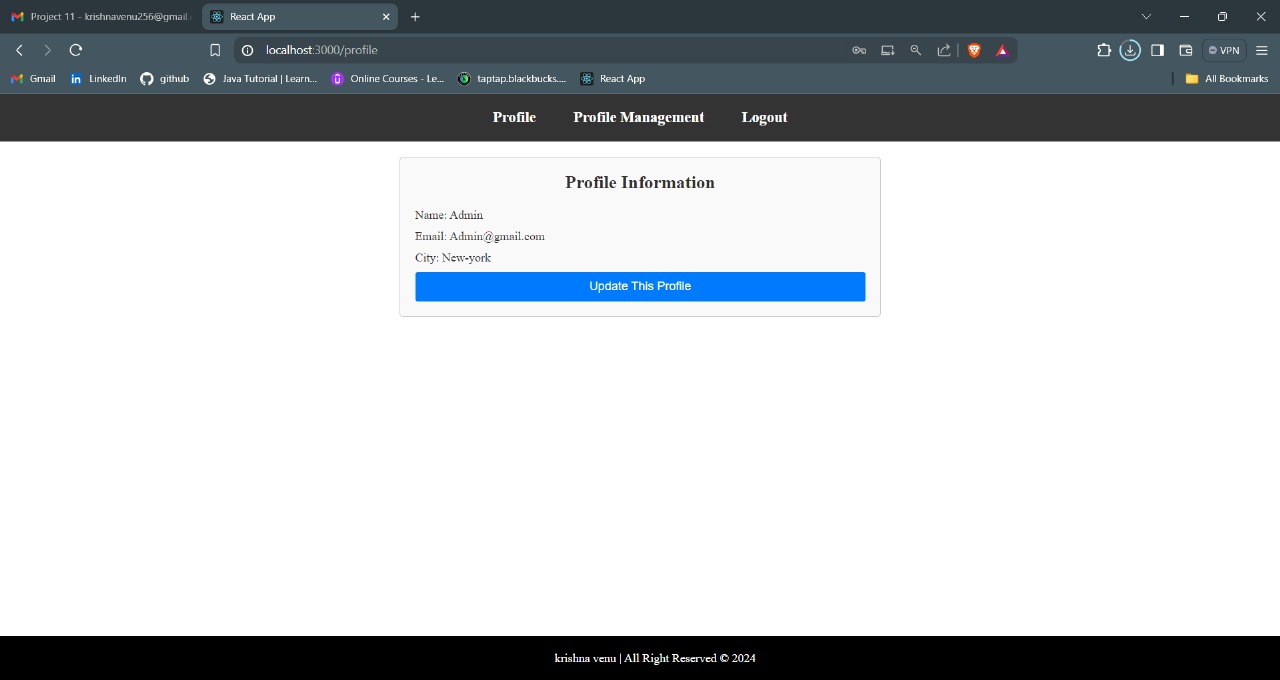 Project 11 - krishnavenu256@gmail.
React App
localhost:3000/profile
VPN
Gmail
LinkedIn
github
Java Tutorial | Learn...
Online Courses - Le...
taptap.blackbucks....
React App
All Bookmarks
Profile
Profile Management
Logout
Profile Information
Name: Admin
Email: Admin@gmail.com
City: New-york
Update This Profile
krishna venu | All Right Reserved © 2024